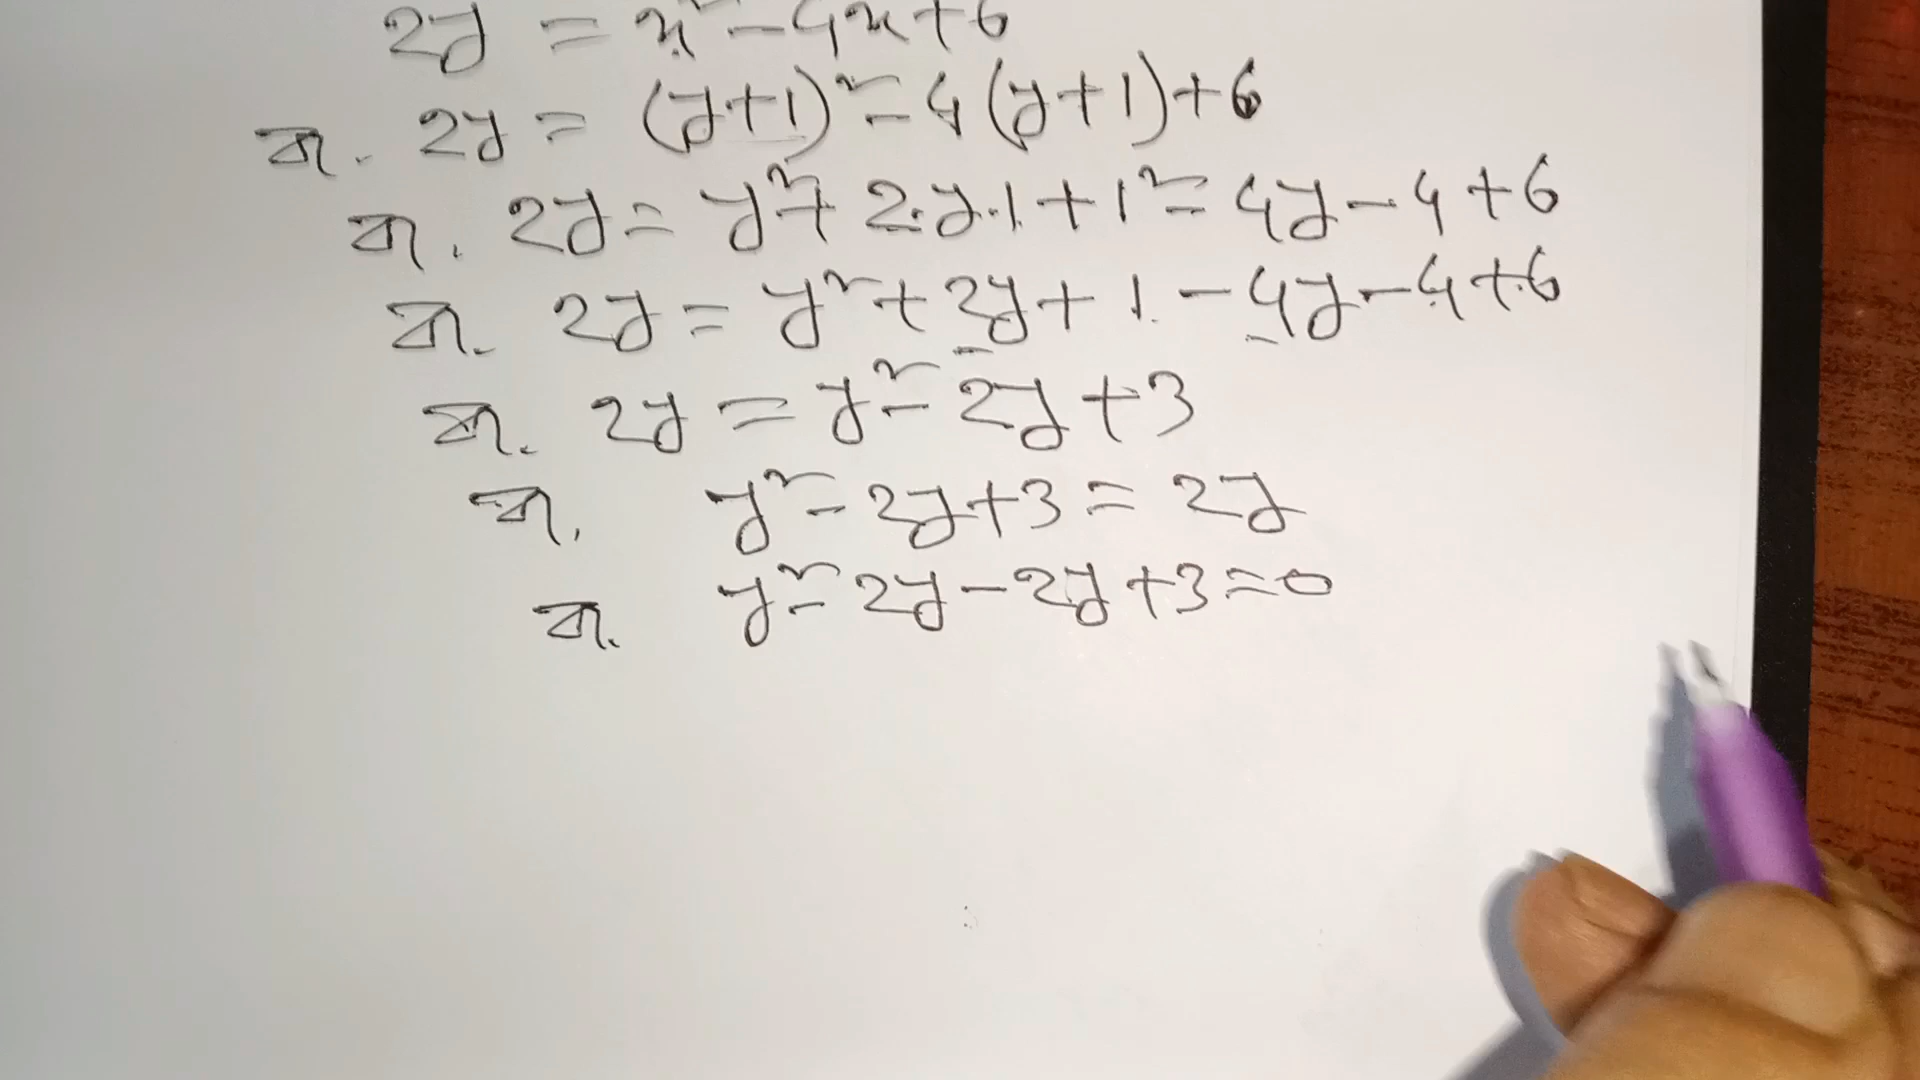 2y = x² - 4x + 6
বা. 2y = (y+1)² - 4(y+1)+6
বা. 2y = y² + 2.y.1 + 1² - 4y - 4 + 6
বা. 2y = y² + 2y + 1 - 4y - 4 + 6
বা. 2y = y² - 2y + 3
বা. y² - 2y + 3 = 2y
বা. y² - 2y - 2y + 3 = 0